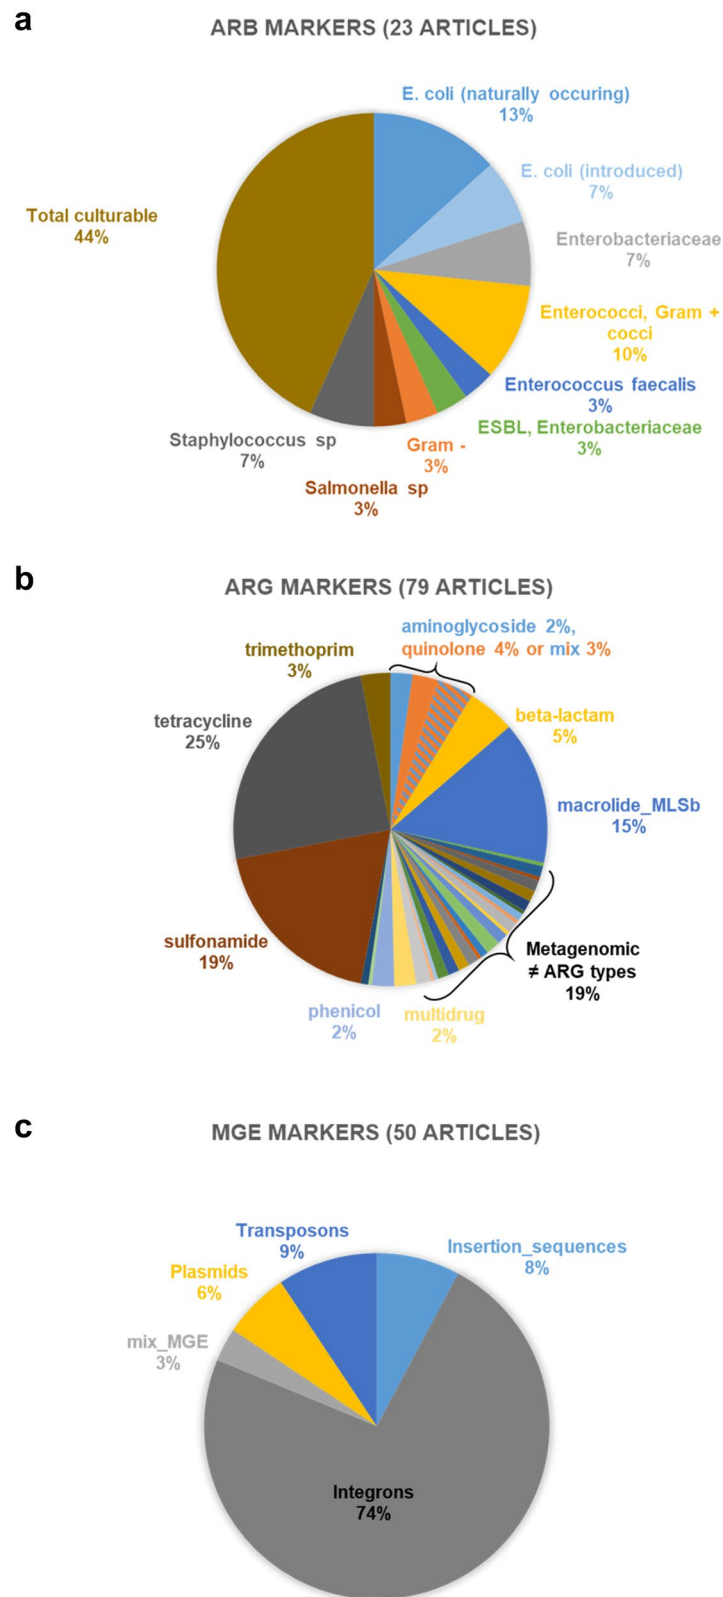 a
ARB MARKERS (23 ARTICLES)
E. coli (naturally occuring)
13%
E. coli (introduced)
7%
Total culturable
44%
Enterobacteriaceae
7%
Enterococci, Gram +
cocci
10%
Enterococcus faecalis
3%
ESBL, Enterobacteriaceae
3%
Staphylococcus sp
7%
Gram -
3%
Salmonella sp
3%
b
ARG MARKERS (79 ARTICLES)
aminoglycoside 2%,
quinolone 4% or mix 3%
trimethoprim
3%
beta-lactam
5%
tetracycline
25%
macrolide_MLSb
15%
sulfonamide
19%
Metagenomic
≠ ARG types
19%
phenicol
2%
multidrug
2%
c
MGE MARKERS (50 ARTICLES)
Transposons
9%
Insertion_sequences
8%
Plasmids
6%
mix_MGE
3%
Integrons
74%